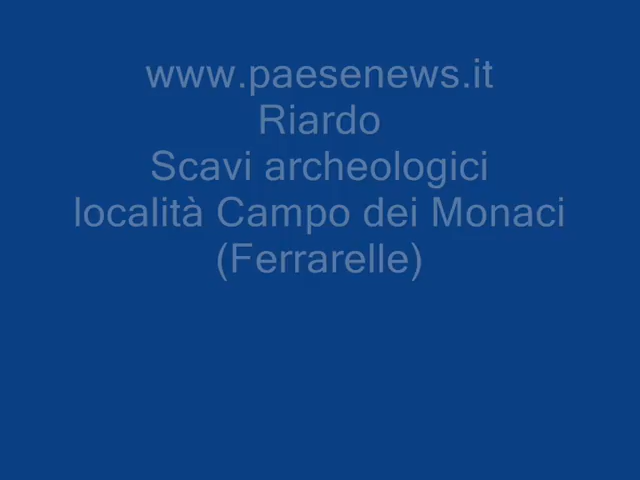 www.paesenews.it
Riardo
Scavi archeologici
località Campo dei Monaci
(Ferrarelle)